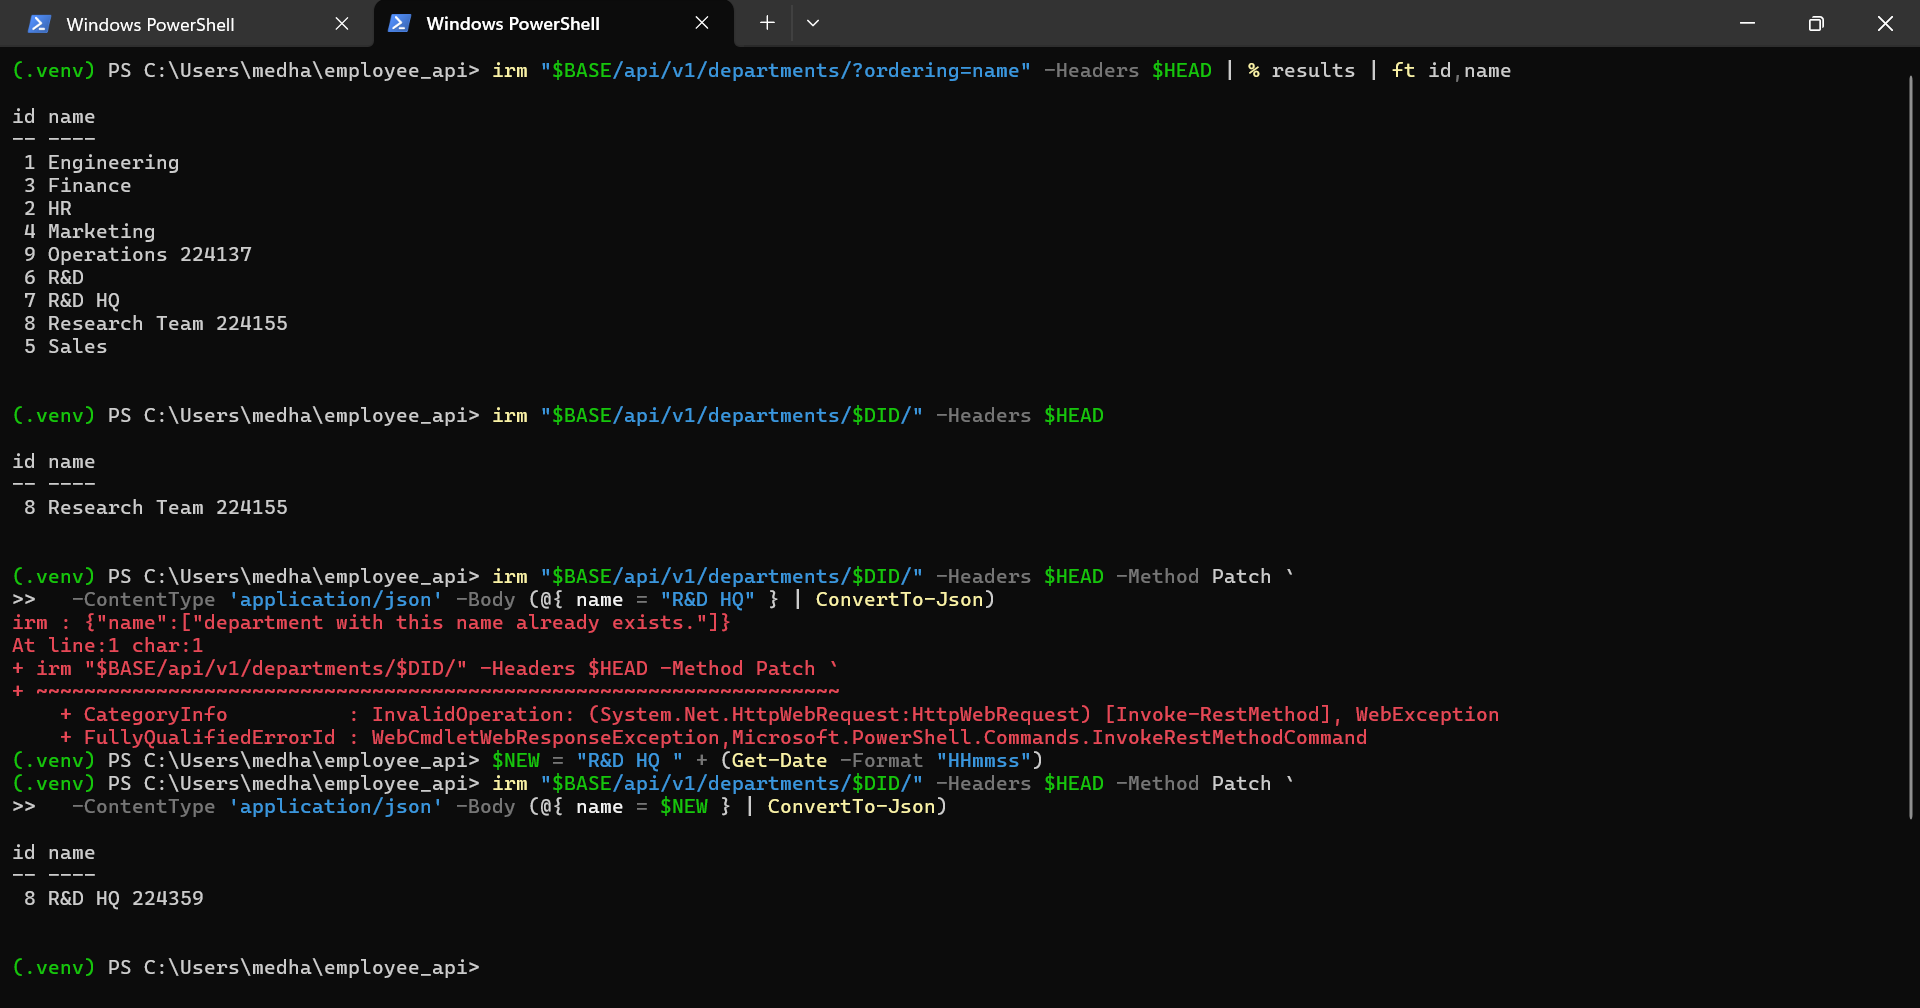 Windows PowerShell
Windows PowerShell
(.venv) PS C:\Users\medha\employee_api> irm "$BASE/api/v1/departments/?ordering=name" -Headers $HEAD | % results | ft id,name
id name
-- ----
 1 Engineering
 3 Finance
 2 HR
 4 Marketing
 9 Operations 224137
 6 R&D
 7 R&D HQ
 8 Research Team 224155
 5 Sales
(.venv) PS C:\Users\medha\employee_api> irm "$BASE/api/v1/departments/$DID/" -Headers $HEAD
id name
-- ----
 8 Research Team 224155
(.venv) PS C:\Users\medha\employee_api> irm "$BASE/api/v1/departments/$DID/" -Headers $HEAD -Method Patch `
>>   -ContentType 'application/json' -Body (@{ name = "R&D HQ" } | ConvertTo-Json)
irm : {"name":["department with this name already exists."]}
At line:1 char:1
+ irm "$BASE/api/v1/departments/$DID/" -Headers $HEAD -Method Patch `
+ ~~~~~~~~~~~~~~~~~~~~~~~~~~~~~~~~~~~~~~~~~~~~~~~~~~~~~~~~~~~~~~~~~~~
    + CategoryInfo          : InvalidOperation: (System.Net.HttpWebRequest:HttpWebRequest) [Invoke-RestMethod], WebException
    + FullyQualifiedErrorId : WebCmdletWebResponseException,Microsoft.PowerShell.Commands.InvokeRestMethodCommand
(.venv) PS C:\Users\medha\employee_api> $NEW = "R&D HQ " + (Get-Date -Format "HHmmss")
(.venv) PS C:\Users\medha\employee_api> irm "$BASE/api/v1/departments/$DID/" -Headers $HEAD -Method Patch `
>>   -ContentType 'application/json' -Body (@{ name = $NEW } | ConvertTo-Json)
id name
-- ----
 8 R&D HQ 224359
(.venv) PS C:\Users\medha\employee_api>